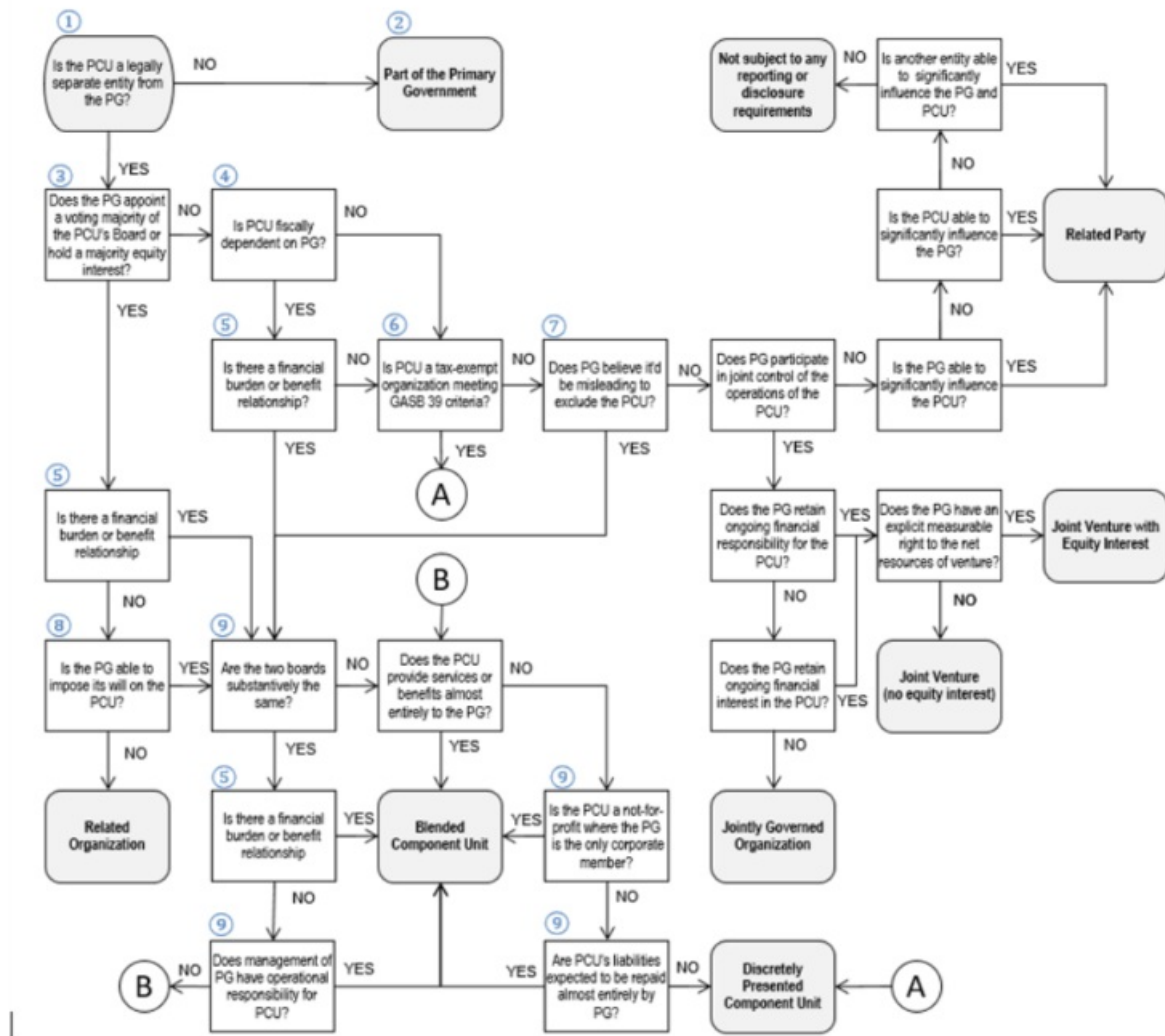 ①
Is the PCU a legally
separate entity from
the PG?
NO
YES
②
Part of the Primary
Government
Not subject to any
reporting or
disclosure
requirements
NO
Is another entity able
to significantly
influence the PG and
PCU?
YES
NO
③
Does the PG appoint
a voting majority of
the PCU's Board or
hold a majority equity
interest?
NO
YES
④
Is PCU fiscally
dependent on PG?
NO
YES
Is the PCU able to
significantly influence
the PG?
YES
NO
Related Party
⑤
Is there a financial
burden or benefit
relationship?
NO
YES
⑥
Is PCU a tax-exempt
organization meeting
GASB 39 criteria?
NO
YES
A
⑦
Does PG believe it'd
be misleading to
exclude the PCU?
NO
YES
Does PG participate
in joint control of the
operations of the
PCU?
NO
YES
Is the PG able to
significantly influence
the PCU?
YES
⑤
Is there a financial
burden or benefit
relationship
YES
NO
B
Does the PG retain
ongoing financial
responsibility for the
PCU?
YES
NO
Does the PG have an
explicit measurable
right to the net
resources of venture?
YES
NO
Joint Venture with
Equity Interest
⑧
Is the PG able to
impose its will on the
PCU?
YES
NO
⑨
Are the two boards
substantively the
same?
NO
YES
Does the PCU
provide services or
benefits almost
entirely to the PG?
NO
YES
Does the PG retain
ongoing financial
interest in the PCU?
YES
NO
Joint Venture
(no equity interest)
Related
Organization
⑤
Is there a financial
burden or benefit
relationship
YES
NO
Blended
Component Unit
⑨
Is the PCU a not-for-
profit where the PG
is the only corporate
member?
YES
NO
Jointly Governed
Organization
B
NO
⑨
Does management of
PG have operational
responsibility for
PCU?
YES
⑨
Are PCU's liabilities
expected to be repaid
almost entirely by
PG?
YES
NO
Discretely
Presented
Component Unit
A